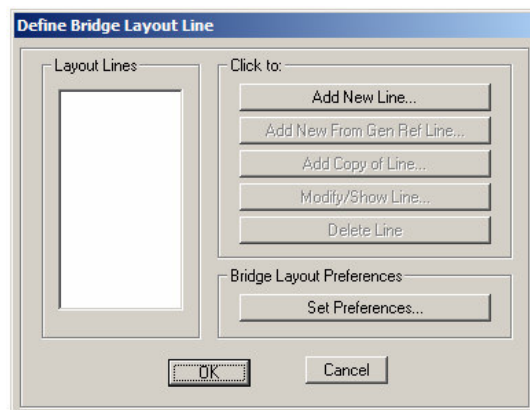 Define Bridge Layout Line
Layout Lines
Click to:
Add New Line...
Add New From Gen Ref Line...
Add Copy of Line...
Modify/Show Line...
Delete Line
Bridge Layout Preferences
Set Preferences...
OK
Cancel